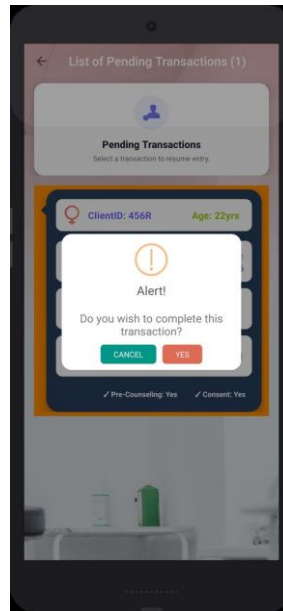 List of Pending Transactions (1)
Pending Transactions
Select a transaction to resume entry.
ClientID: 456R
Age: 22yrs
Alert!
Do you wish to complete this
transaction?
CANCEL
YES
✓ Pre-Counseling: Yes
✓ Consent: Yes